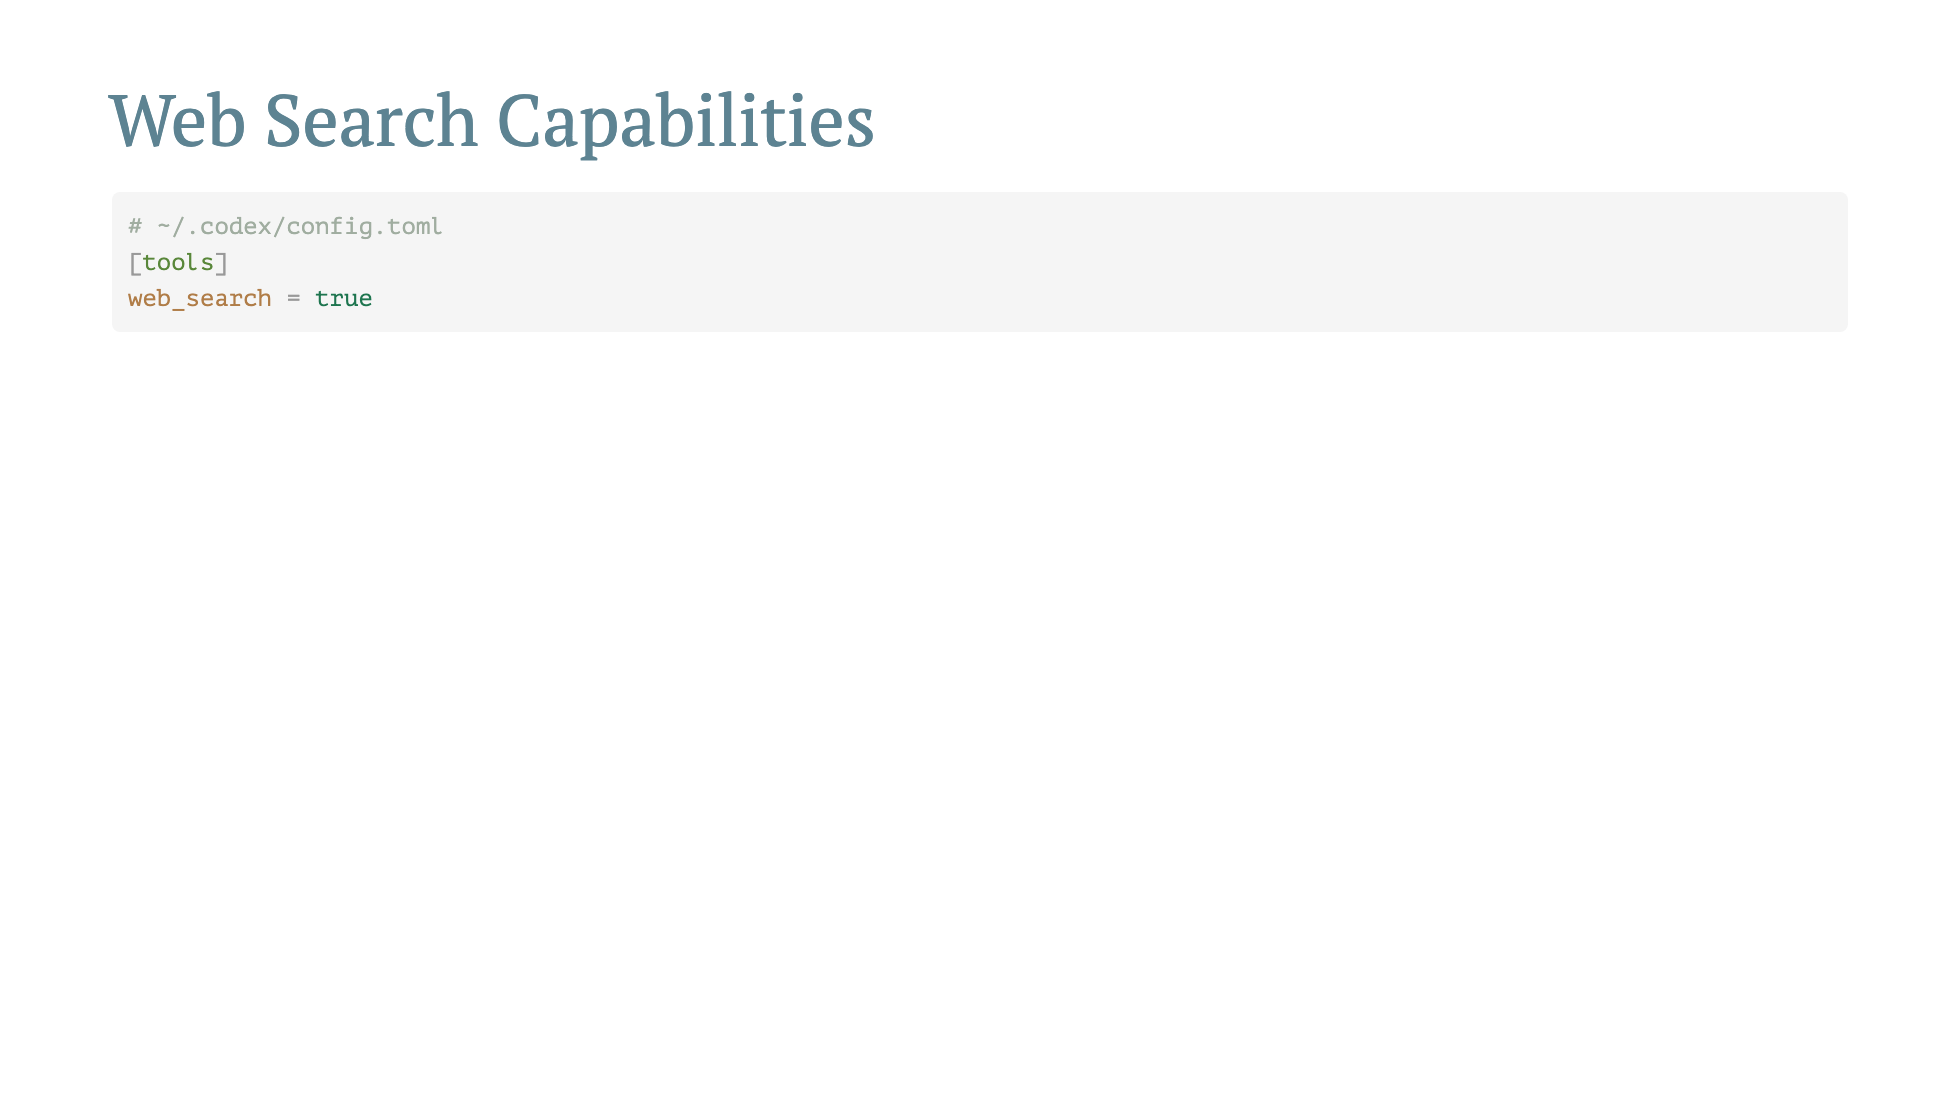 Web Search Capabilities
# ~/.codex/config.toml
[tools]
web_search = true